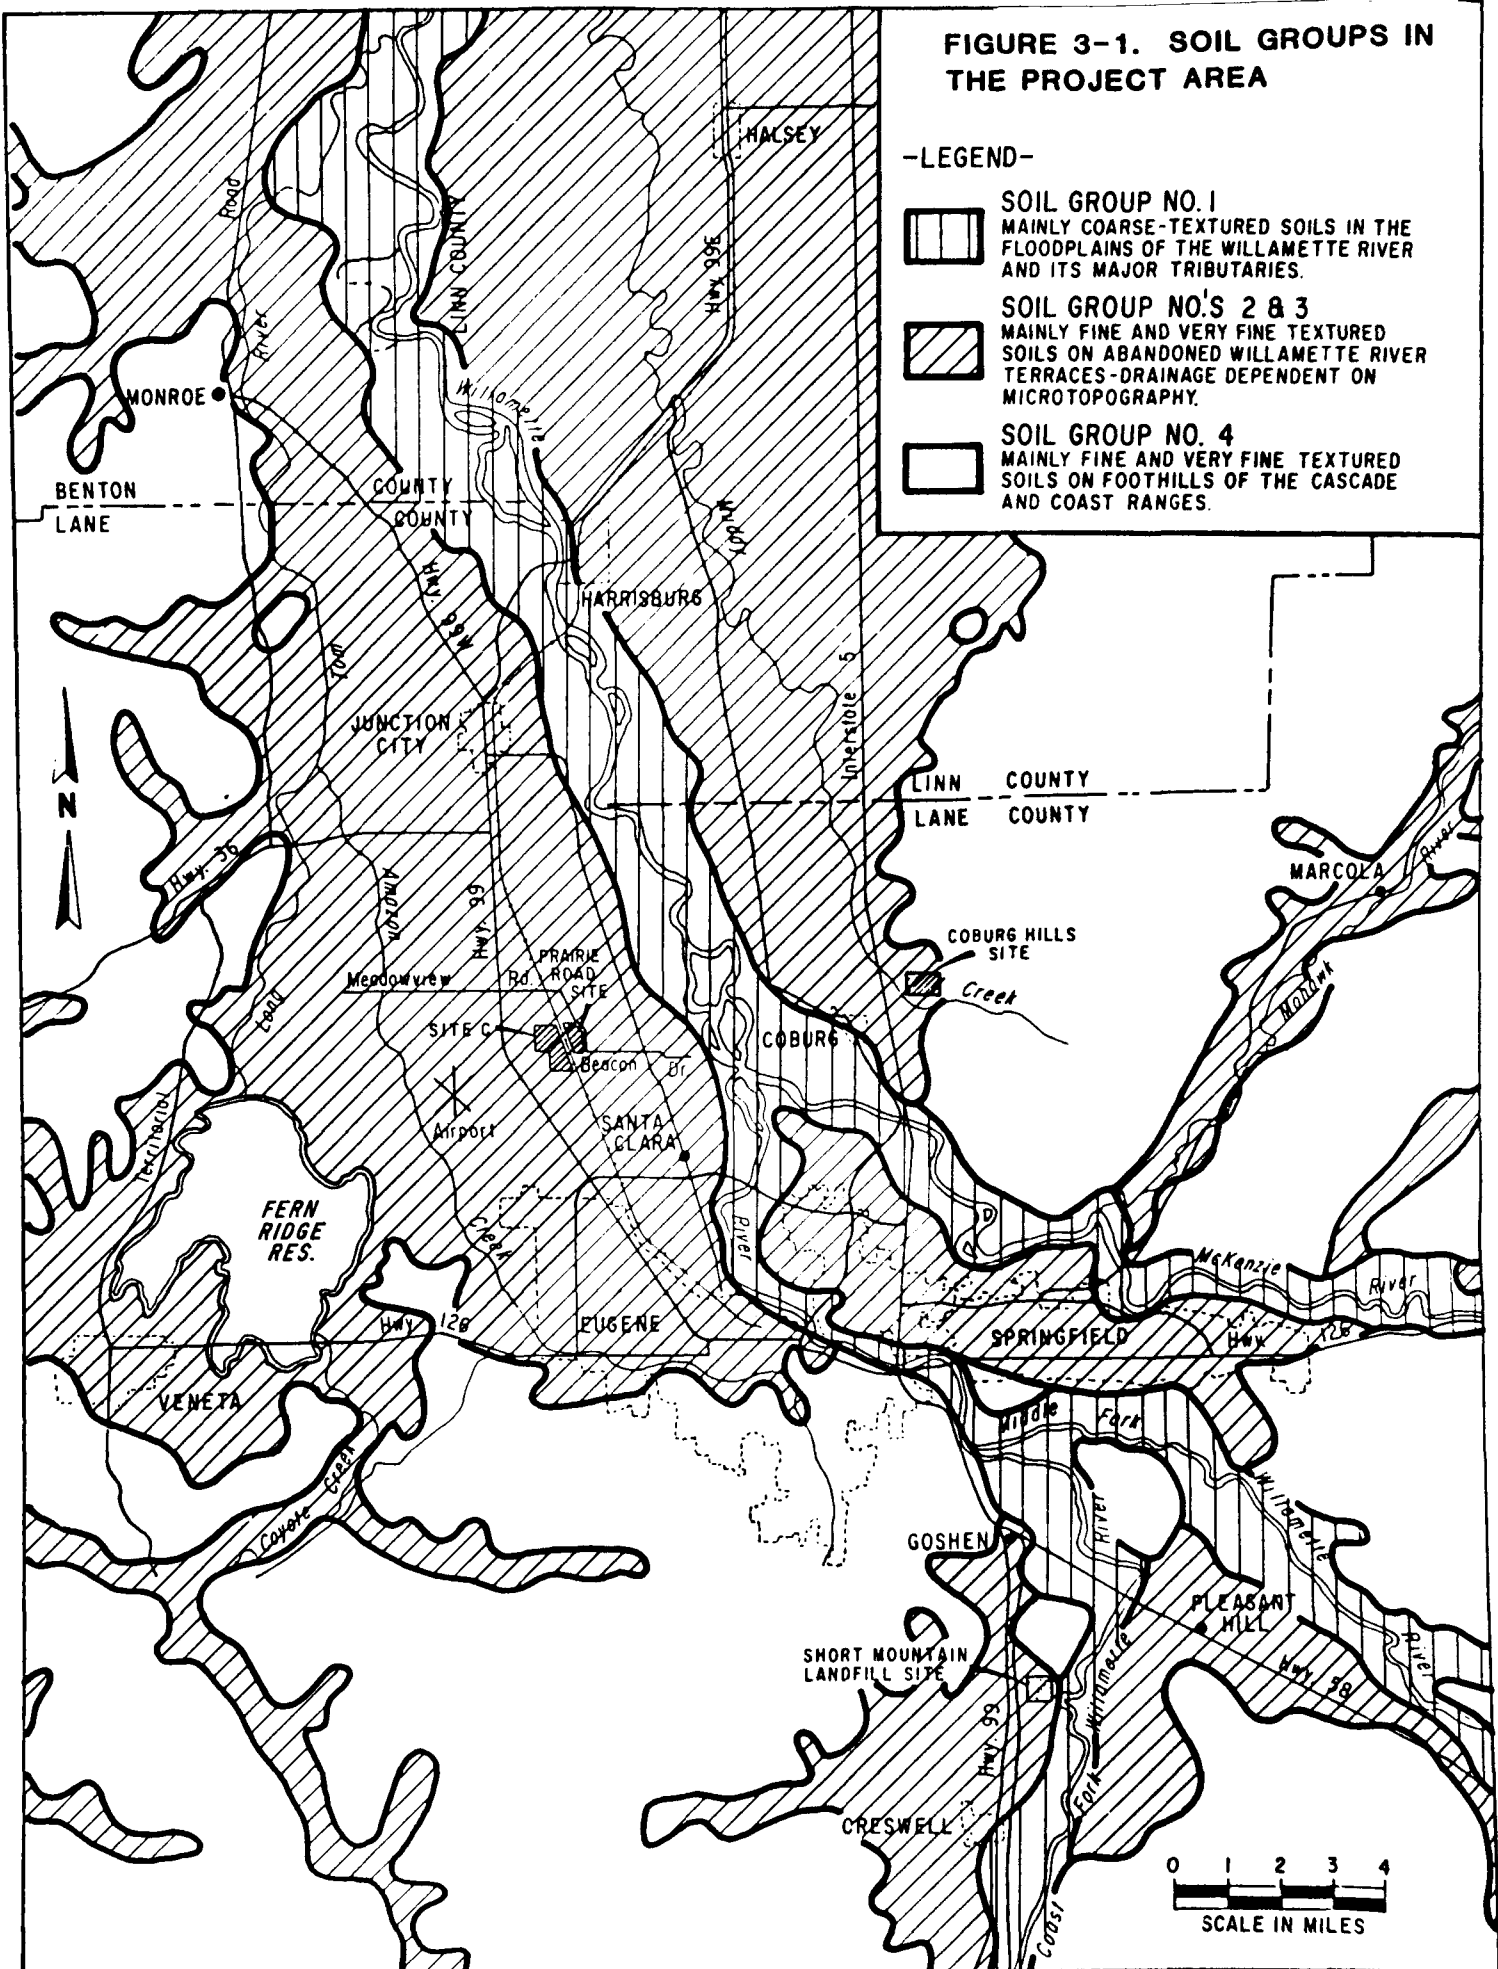 FIGURE 3-1. SOIL GROUPS IN
THE PROJECT AREA
-LEGEND-
SOIL GROUP NO. 1
MAINLY COARSE-TEXTURED SOILS IN THE
FLOODPLAINS OF THE WILLAMETTE RIVER
AND ITS MAJOR TRIBUTARIES.
SOIL GROUP NO.'S 2 & 3
MAINLY FINE AND VERY FINE TEXTURED
SOILS ON ABANDONED WILLAMETTE RIVER
TERRACES-DRAINAGE DEPENDENT ON
MICROTOPOGRAPHY.
SOIL GROUP NO. 4
MAINLY FINE AND VERY FINE TEXTURED
SOILS ON FOOTHILLS OF THE CASCADE
AND COAST RANGES.
HALSEY
Road
LINN COUNTY
Hwy 99E
River
MONROE
Willamette
BENTON
COUNTY
LANE
COUNTY
Muddy
Hwy. 99W
HARRISBURG
Tom
Interstate 5
JUNCTION
CITY
LINN COUNTY
LANE COUNTY
N
Hwy. 36
Amazon
Hwy. 99
MARCOLA
River
COBURG HILLS
SITE
PRAIRIE
ROAD
SITE
Meadowview Rd.
Creek
Mohawk
Long
SITE C
COBURG
Beacon Dr.
Airport
SANTA
CLARA
Territorial
FERN
RIDGE
RES.
Creek
River
McKenzie
River
Hwy 126
EUGENE
SPRINGFIELD
Hwy. 126
VENETA
Middle Fork
Willamette
River
Coyote Creek
River
GOSHEN
PLEASANT
HILL
SHORT MOUNTAIN
LANDFILL SITE
Hwy. 58
Willamette
Hwy. 99
Fork
CRESWELL
Coast
0 1 2 3 4
SCALE IN MILES